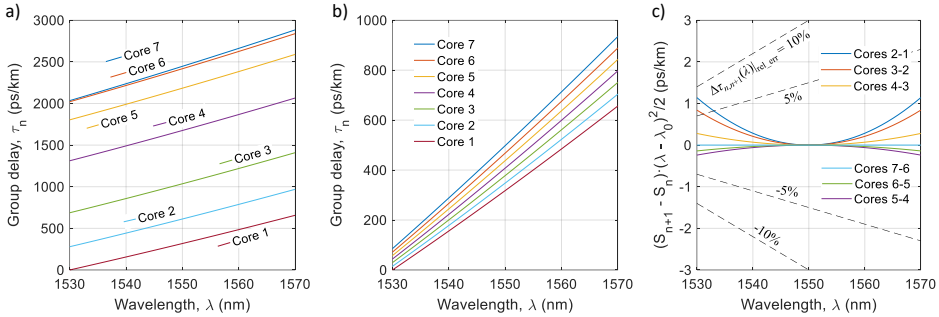 a)
3000
2500
2000
1500
1000
500
0
Group delay, τn (ps/km)
Core 7
Core 6
Core 5
Core 4
Core 3
Core 2
Core 1
1530 1540 1550 1560 1570
Wavelength, λ (nm)
b)
1000
800
600
400
200
0
Group delay, τn (ps/km)
Core 7
Core 6
Core 5
Core 4
Core 3
Core 2
Core 1
1530 1540 1550 1560 1570
Wavelength, λ (nm)
c)
3
2
1
0
-1
-2
-3
(Sn+1 - Sn)·(λ - λ0)²/2 (ps/km)
Δτn,n+1(λ)|rel_err = 10%
5%
-5%
-10%
Cores 2-1
Cores 3-2
Cores 4-3
Cores 7-6
Cores 6-5
Cores 5-4
1530 1540 1550 1560 1570
Wavelength, λ (nm)